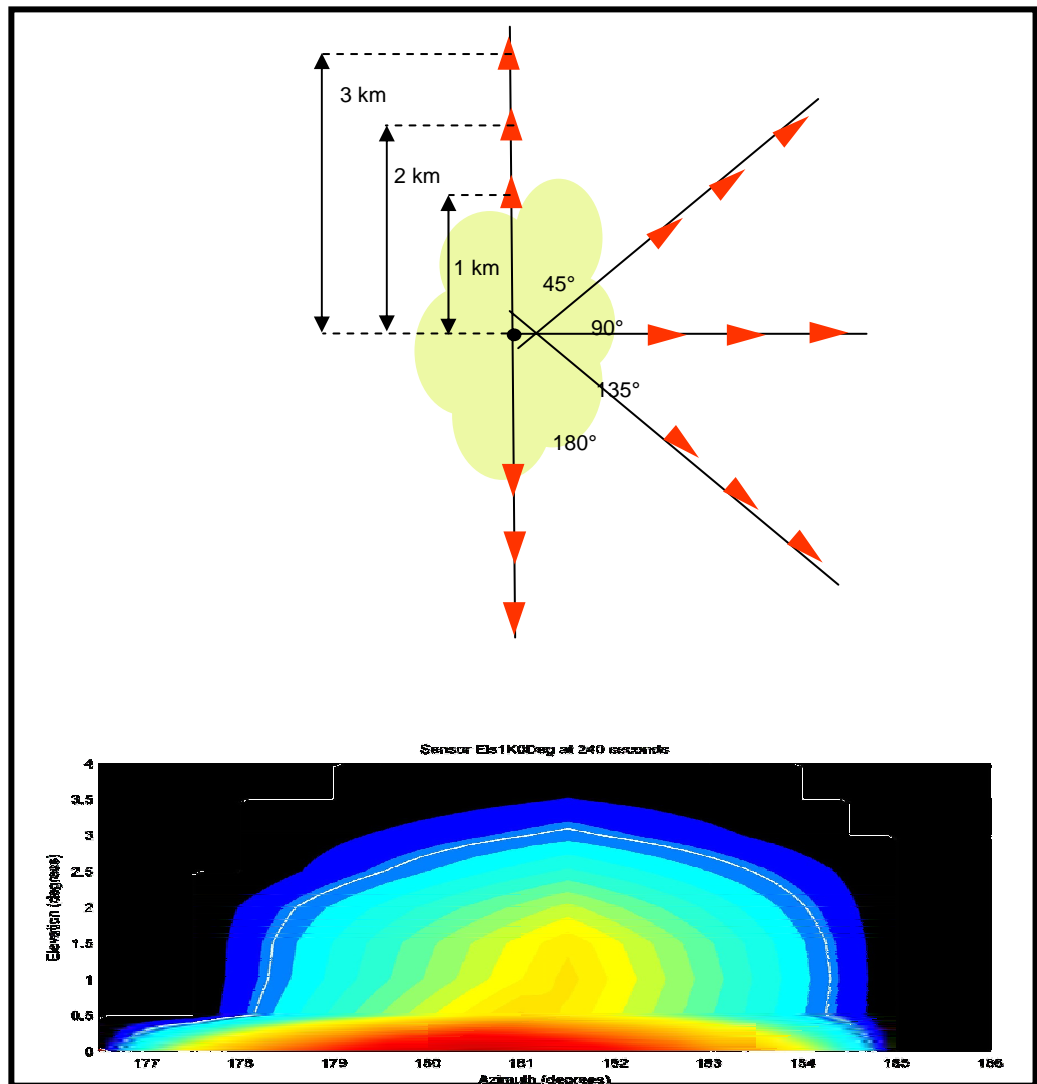 3 km
2 km
1 km
45°
90°
135°
180°
Sensor Els1K0Deg at 240 seconds
4
3.5
3
2.5
2
1.5
1
0.5
0
Elevation (degrees)
177 178 179 180 181 182 183 184 185 186
Azimuth (degrees)